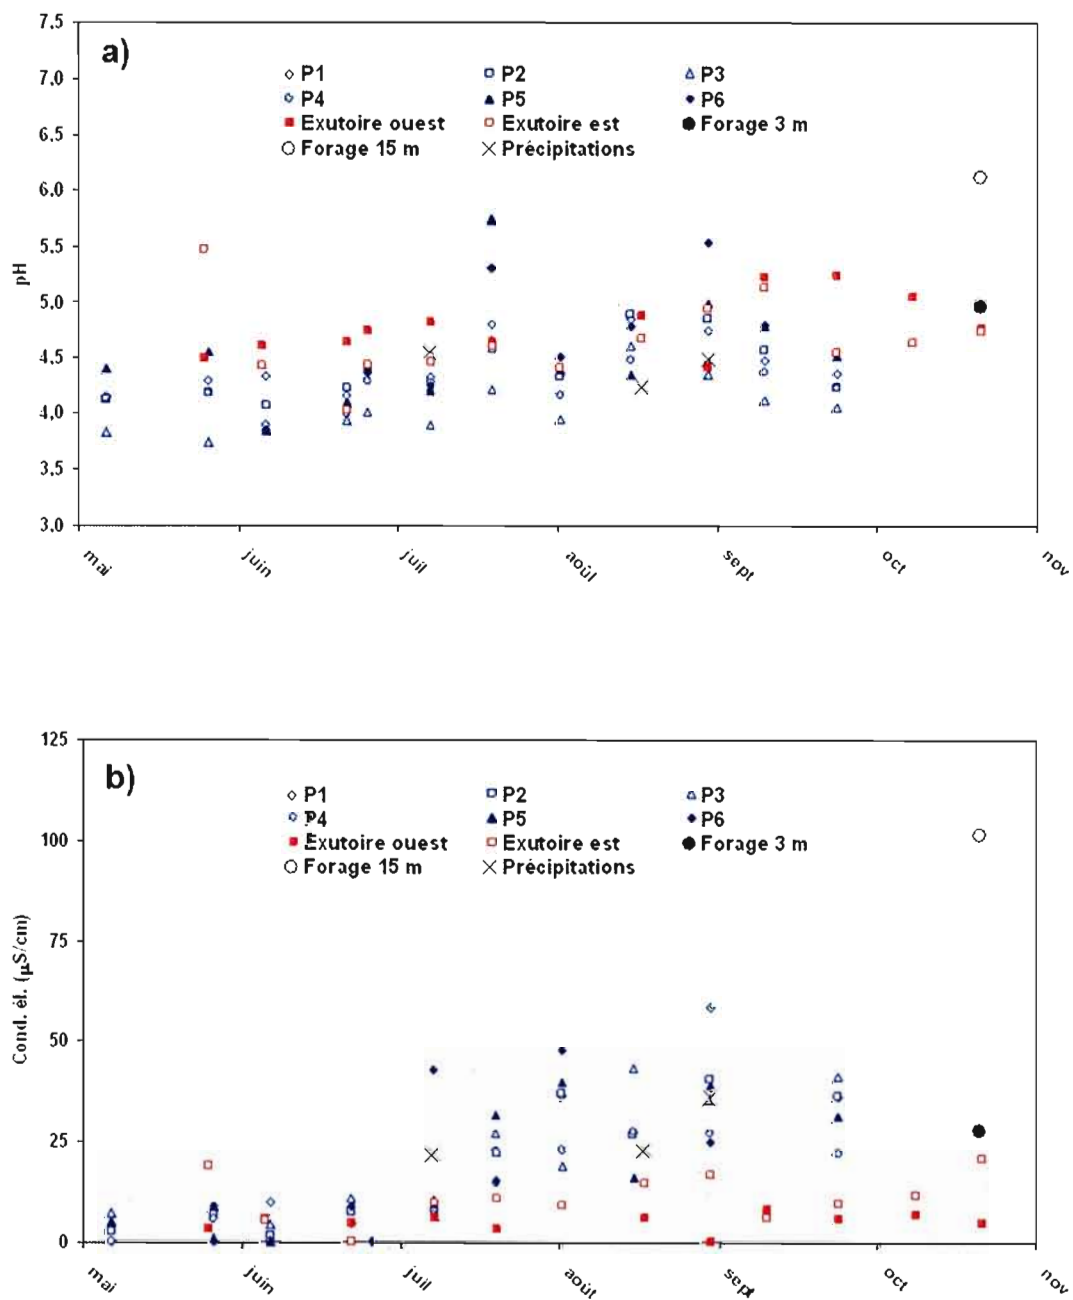 a)
7.5
7.0
6.5
6.0
5.5
5.0
4.5
4.0
3.5
3.0
pH
P1 P2 P3
P4 P5 P6
Exutoire ouest Exutoire est Forage 3 m
Forage 15 m Précipitations
mai juin juil août sept oct nov
b)
125
100
75
50
25
0
Cond. él. (µS/cm)
P1 P2 P3
P4 P5 P6
Exutoire ouest Exutoire est Forage 3 m
Forage 15 m Précipitations
mai juin juil août sept oct nov